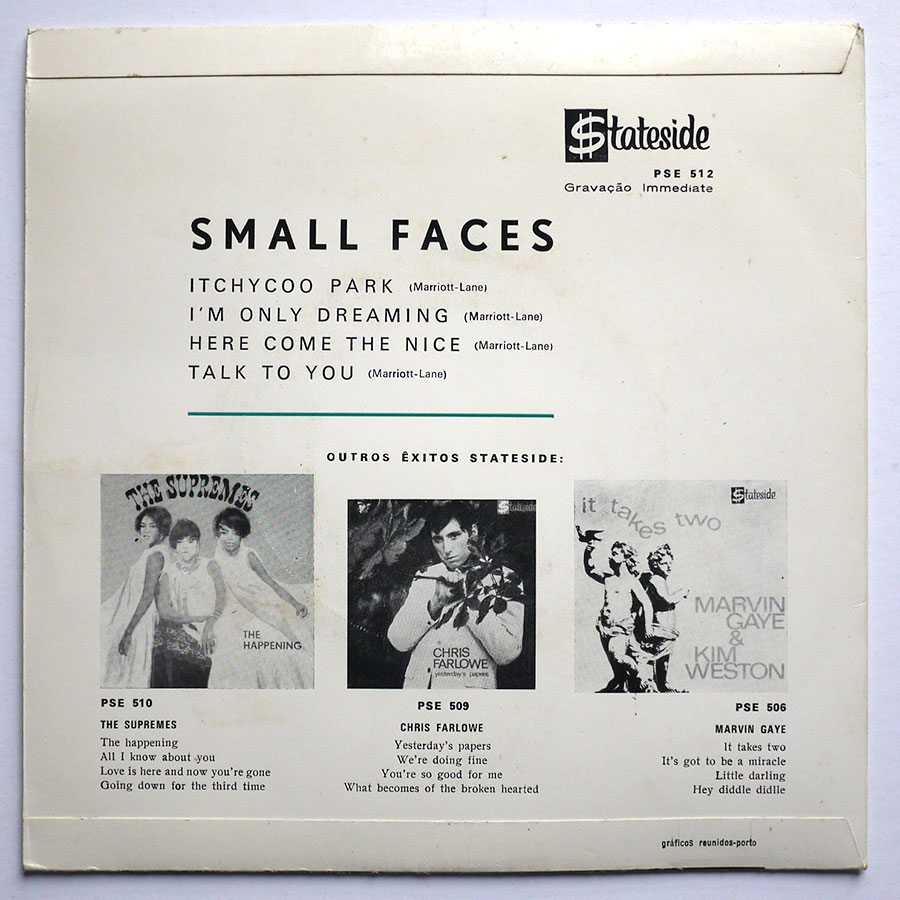 $tateside
PSE 512
Gravação Immediate
SMALL FACES
ITCHYCOO PARK (Marriott-Lane)
I'M ONLY DREAMING (Marriott-Lane)
HERE COME THE NICE (Marriott-Lane)
TALK TO YOU (Marriott-Lane)
OUTROS ÊXITOS STATESIDE:
THE SUPREMES
THE
HAPPENING
PSE 510
THE SUPREMES
The happening
All I know about you
Love is here and now you're gone
Going down for the third time
$tateside
CHRIS
FARLOWE
yesterday's papers
PSE 509
CHRIS FARLOWE
Yesterday's papers
We're doing fine
You're so good for me
What becomes of the broken hearted
$tateside
it takes two
MARVIN
GAYE
&
KIM
WESTON
PSE 506
MARVIN GAYE
It takes two
It's got to be a miracle
Little darling
Hey diddle didlle
gráficos reunidos-porto